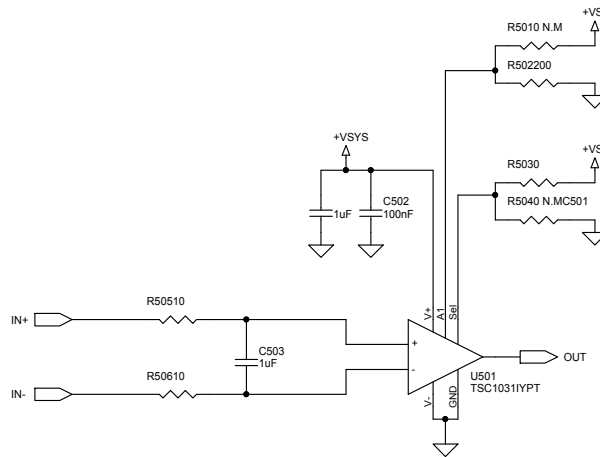 +VS
R5010 N.M
R502200
+VSYS
+VS
R5030
C502
1uF
100nF
R5040 N.MC501
V+
A1
Sel
R50510
IN+
+
C503
1uF
OUT
-
U501
TSC1031IYPT
R50610
IN-
V-
GND